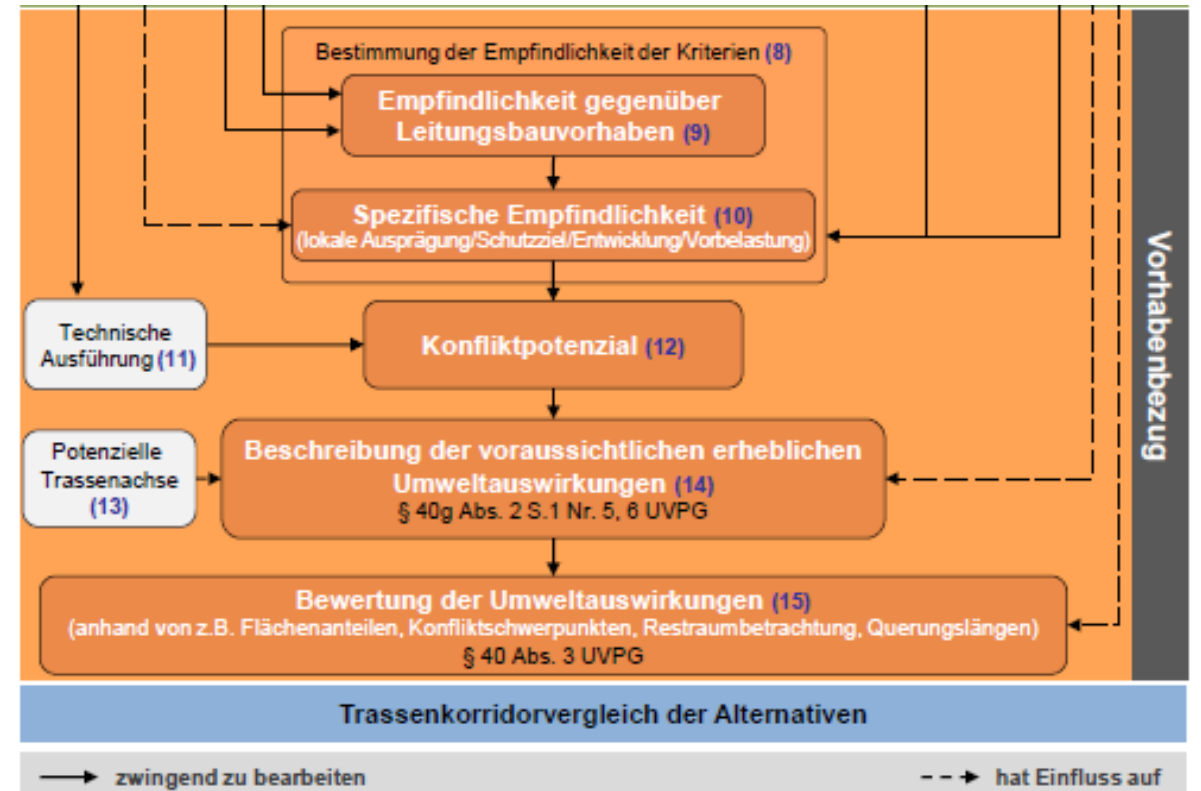 Bestimmung der Empfindlichkeit der Kriterien (8)
Empfindlichkeit gegenüber
Leitungsbauvorhaben (9)
Spezifische Empfindlichkeit (10)
(lokale Ausprägung/Schutzziel/Entwicklung/Vorbelastung)
Technische
Ausführung (11)
Konfliktpotenzial (12)
Potenzielle
Trassenachse
(13)
Beschreibung der voraussichtlichen erheblichen
Umweltauswirkungen (14)
§ 40g Abs. 2 S.1 Nr. 5, 6 UVPG
Bewertung der Umweltauswirkungen (15)
(anhand von z.B. Flächenanteilen, Konfliktschwerpunkten, Restraumbetrachtung, Querungslängen)
§ 40 Abs. 3 UVPG
Vorhabenbezug
Trassenkorridorvergleich der Alternativen
zwingend zu bearbeiten
hat Einfluss auf